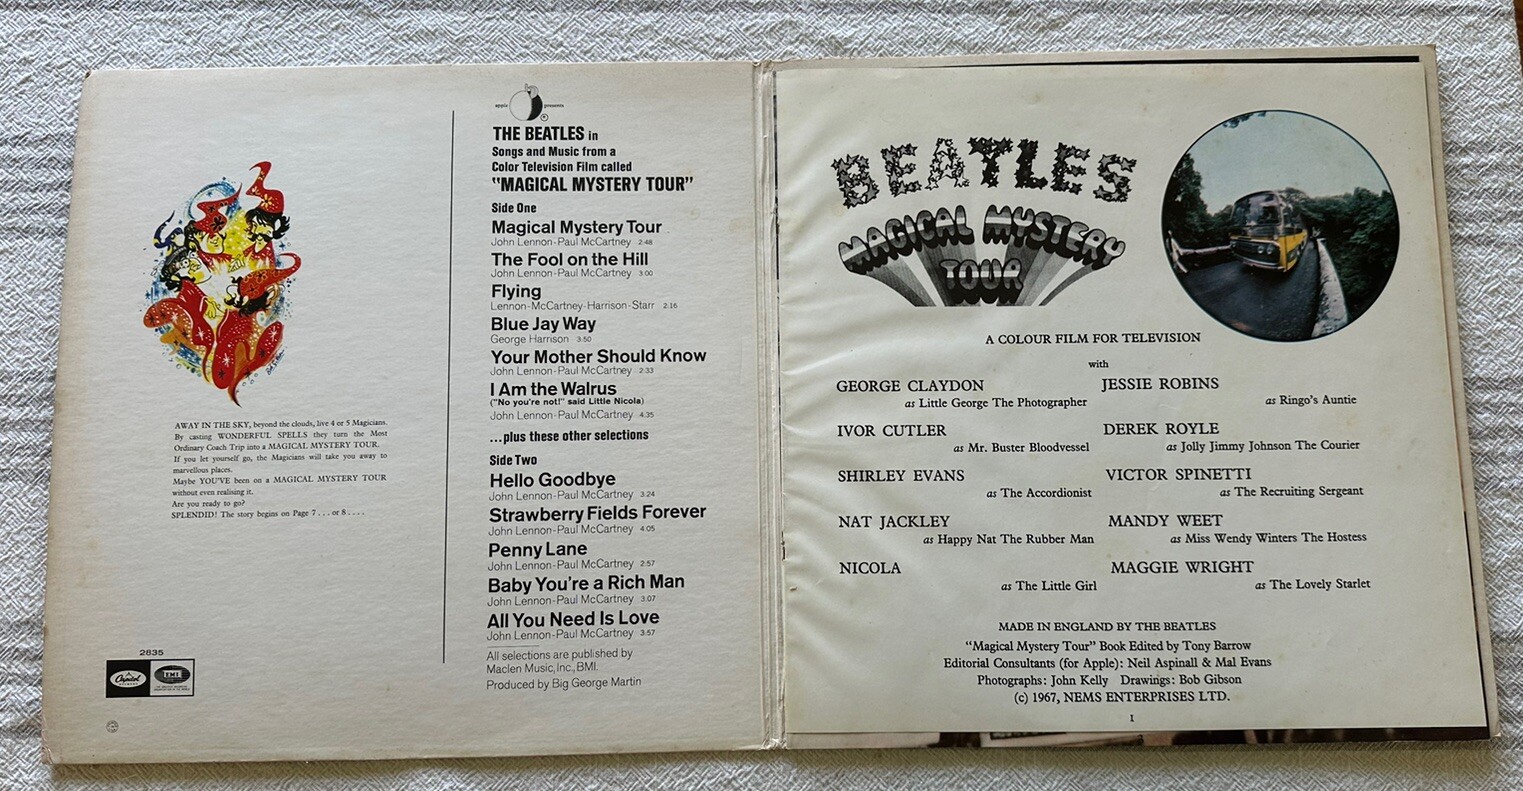 AWAY IN THE SKY, beyond the clouds, live 4 or 5 Magicians.
By casting WONDERFUL SPELLS they turn the Most
Ordinary Coach Trip into a MAGICAL MYSTERY TOUR.
If you let yourself go, the Magicians will take you away to
marvellous places.
Maybe YOU'VE been on a MAGICAL MYSTERY TOUR
without even realising it.
Are you ready to go?
SPLENDID! The story begins on Page 7 . . . or 8 . . . .
2835
Capitol
EMI
apple presents
THE BEATLES in
Songs and Music from a
Color Television Film called
"MAGICAL MYSTERY TOUR"
Side One
Magical Mystery Tour
John Lennon-Paul McCartney 2:48
The Fool on the Hill
John Lennon-Paul McCartney 3:00
Flying
Lennon-McCartney-Harrison-Starr 2:16
Blue Jay Way
George Harrison 3:50
Your Mother Should Know
John Lennon-Paul McCartney 2:33
I Am the Walrus
("No you're not!" said Little Nicola)
John Lennon-Paul McCartney 4:35
...plus these other selections
Side Two
Hello Goodbye
John Lennon-Paul McCartney 3:24
Strawberry Fields Forever
John Lennon-Paul McCartney 4:05
Penny Lane
John Lennon-Paul McCartney 2:57
Baby You're a Rich Man
John Lennon-Paul McCartney 3:07
All You Need Is Love
John Lennon-Paul McCartney 3:57
All selections are published by
Maclen Music, Inc., BMI.
Produced by Big George Martin
BEATLES
MAGICAL MYSTERY
TOUR
A COLOUR FILM FOR TELEVISION
with
GEORGE CLAYDON JESSIE ROBINS
as Little George The Photographer as Ringo's Auntie
IVOR CUTLER DEREK ROYLE
as Mr. Buster Bloodvessel as Jolly Jimmy Johnson The Courier
SHIRLEY EVANS VICTOR SPINETTI
as The Accordionist as The Recruiting Sergeant
NAT JACKLEY MANDY WEET
as Happy Nat The Rubber Man as Miss Wendy Winters The Hostess
NICOLA MAGGIE WRIGHT
as The Little Girl as The Lovely Starlet
MADE IN ENGLAND BY THE BEATLES
"Magical Mystery Tour" Book Edited by Tony Barrow
Editorial Consultants (for Apple): Neil Aspinall & Mal Evans
Photographs: John Kelly Drawings: Bob Gibson
(c) 1967, NEMS ENTERPRISES LTD.
1